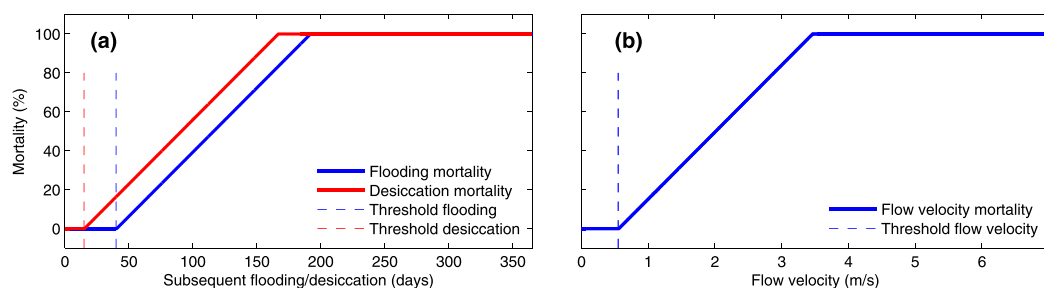 (a)
100
80
60
40
20
0
Mortality (%)
Flooding mortality
Desiccation mortality
Threshold flooding
Threshold desiccation
0 50 100 150 200 250 300 350
Subsequent flooding/desiccation (days)
(b)
Flow velocity mortality
Threshold flow velocity
0 1 2 3 4 5 6
Flow velocity (m/s)